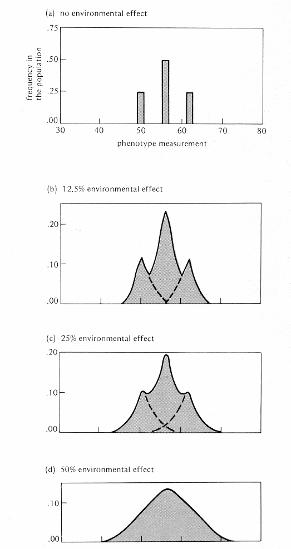 (a) no environmental effect
frequency in
the population
.75
.50
.25
.00
30 40 50 60 70 80
phenotype measurement
(b) 12.5% environmental effect
.20
.10
.00
(c) 25% environmental effect
.20
.10
.00
(d) 50% environmental effect
.10
.00